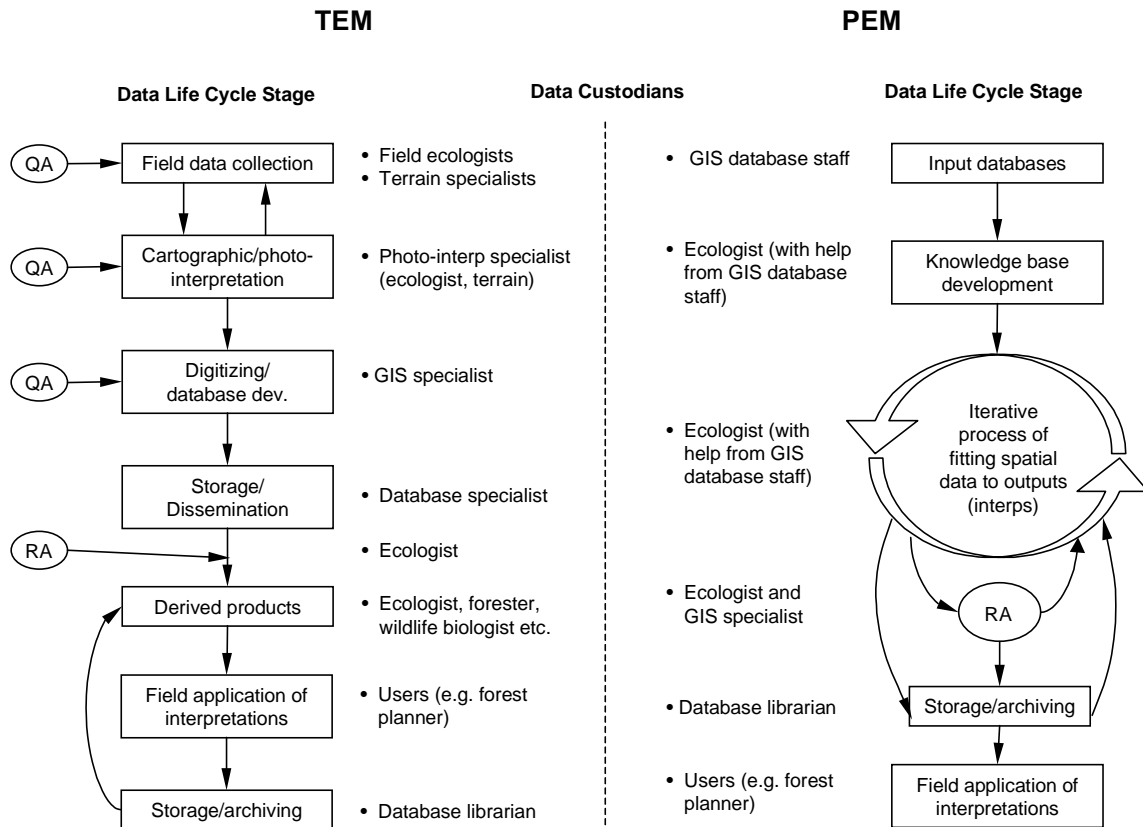 TEM
PEM
Data Life Cycle Stage
Data Custodians
Data Life Cycle Stage
QA
Field data collection
• Field ecologists
• Terrain specialists
• GIS database staff
Input databases
QA
Cartographic/photo-
interpretation
• Photo-interp specialist
(ecologist, terrain)
• Ecologist (with help
from GIS database
staff)
Knowledge base
development
QA
Digitizing/
database dev.
• GIS specialist
• Ecologist (with
help from GIS
database staff)
Iterative
process of
fitting spatial
data to outputs
(interps)
Storage/
Dissemination
• Database specialist
RA
• Ecologist
Derived products
• Ecologist, forester,
wildlife biologist etc.
• Ecologist and
GIS specialist
RA
Field application of
interpretations
• Users (e.g. forest
planner)
• Database librarian
Storage/archiving
Storage/archiving
• Database librarian
• Users (e.g. forest
planner)
Field application of
interpretations